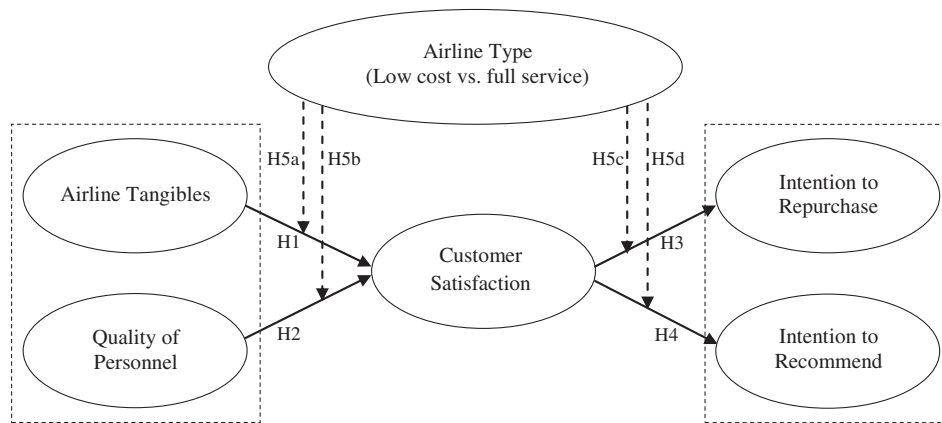 Airline Type
(Low cost vs. full service)
H5a
H5b
H5c
H5d
Airline Tangibles
Intention to
Repurchase
H1
H3
Customer
Satisfaction
Quality of
Personnel
H2
H4
Intention to
Recommend